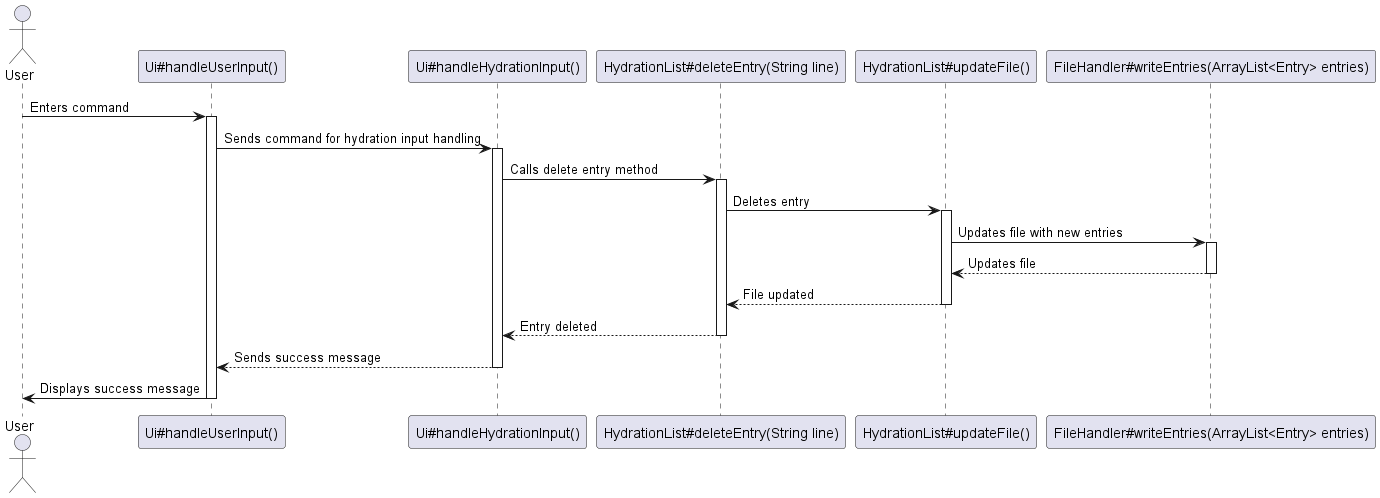 User
Ui#handleUserInput()
Ui#handleHydrationInput()
HydrationList#deleteEntry(String line)
HydrationList#updateFile()
FileHandler#writeEntries(ArrayList<Entry> entries)
Enters command
Sends command for hydration input handling
Calls delete entry method
Deletes entry
Updates file with new entries
Updates file
File updated
Entry deleted
Sends success message
Displays success message
User
Ui#handleUserInput()
Ui#handleHydrationInput()
HydrationList#deleteEntry(String line)
HydrationList#updateFile()
FileHandler#writeEntries(ArrayList<Entry> entries)